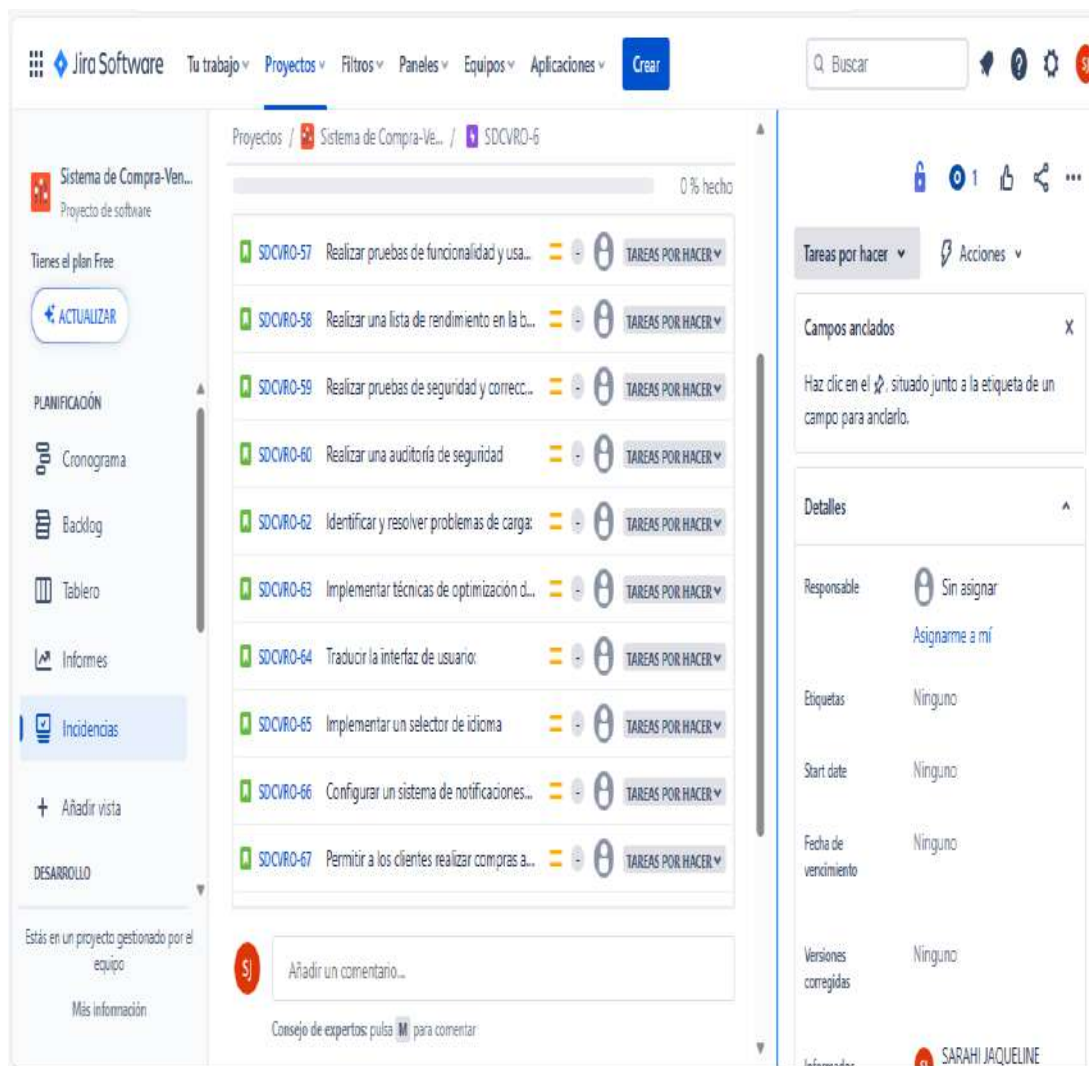 Jira Software Tu trabajo Proyectos Filtros Paneles Equipos Aplicaciones Crear Buscar SJ
Proyectos / Sistema de Compra-Ve... / SDCVRO-6
Sistema de Compra-Ven...
Proyecto de software
Tienes el plan Free
ACTUALIZAR
PLANIFICACIÓN
Cronograma
Backlog
Tablero
Informes
Incidencias
Añadir vista
DESARROLLO
Estás en un proyecto gestionado por el
equipo
Más información
0 % hecho
SDCVRO-57 Realizar pruebas de funcionalidad y usa... - TAREAS POR HACER
SDCVRO-58 Realizar una lista de rendimiento en la b... - TAREAS POR HACER
SDCVRO-59 Realizar pruebas de seguridad y correcc... - TAREAS POR HACER
SDCVRO-60 Realizar una auditoría de seguridad - TAREAS POR HACER
SDCVRO-62 Identificar y resolver problemas de carga: - TAREAS POR HACER
SDCVRO-63 Implementar técnicas de optimización d... - TAREAS POR HACER
SDCVRO-64 Traducir la interfaz de usuario: - TAREAS POR HACER
SDCVRO-65 Implementar un selector de idioma - TAREAS POR HACER
SDCVRO-66 Configurar un sistema de notificaciones... - TAREAS POR HACER
SDCVRO-67 Permitir a los clientes realizar compras a... - TAREAS POR HACER
SJ Añadir un comentario...
Consejo de expertos: pulsa M para comentar
1
Tareas por hacer Acciones
Campos anclados X
Haz clic en el , situado junto a la etiqueta de un
campo para anclarlo.
Detalles
Responsable Sin asignar
Asignarme a mí
Etiquetas Ninguno
Start date Ninguno
Fecha de
vencimiento Ninguno
Versiones
corregidas Ninguno
SARAHI JAQUELINE